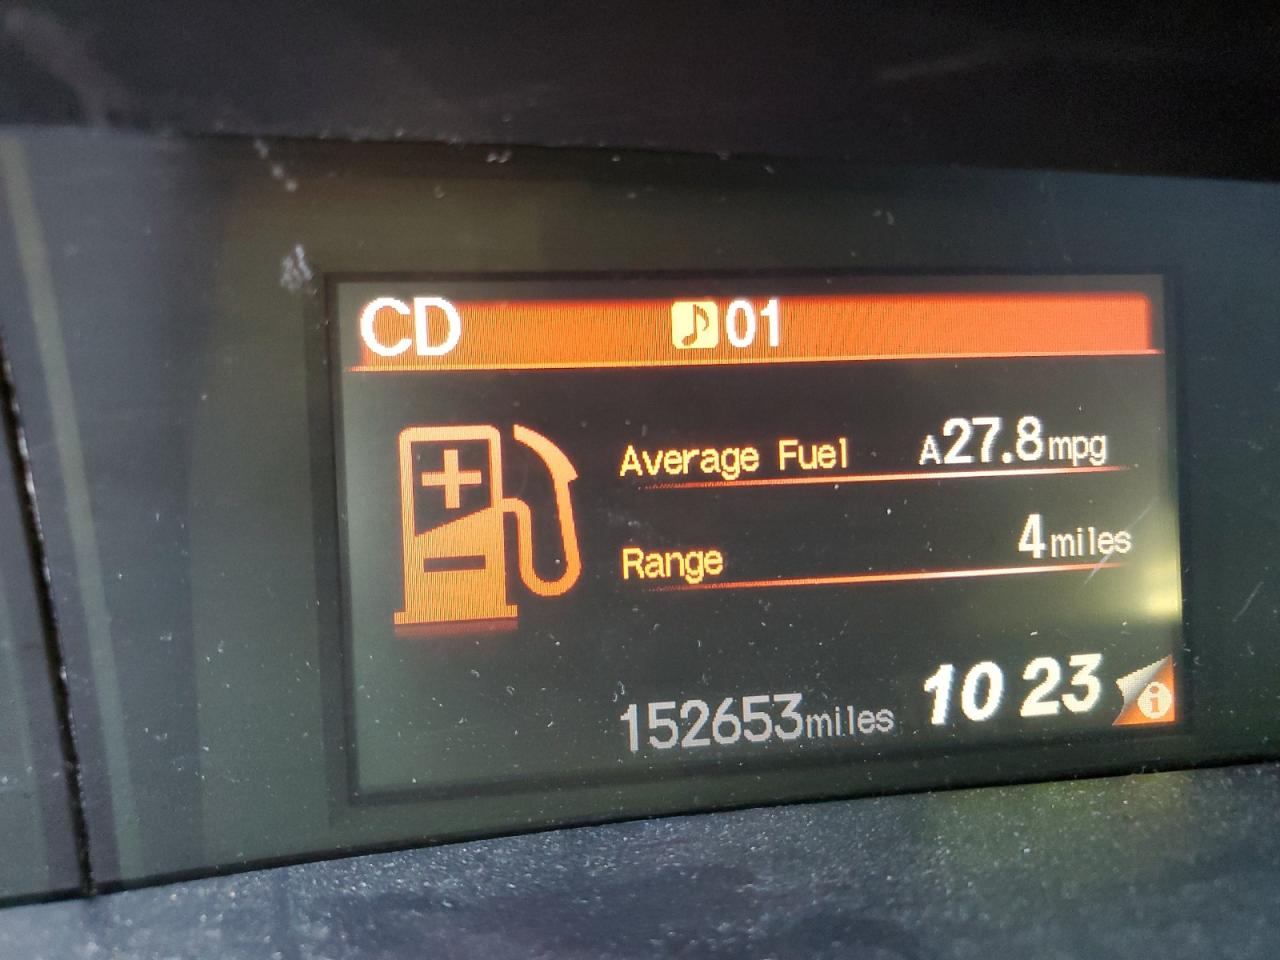 CD 01
Average Fuel A27.8mpg
Range 4miles
152653miles 10 23 i